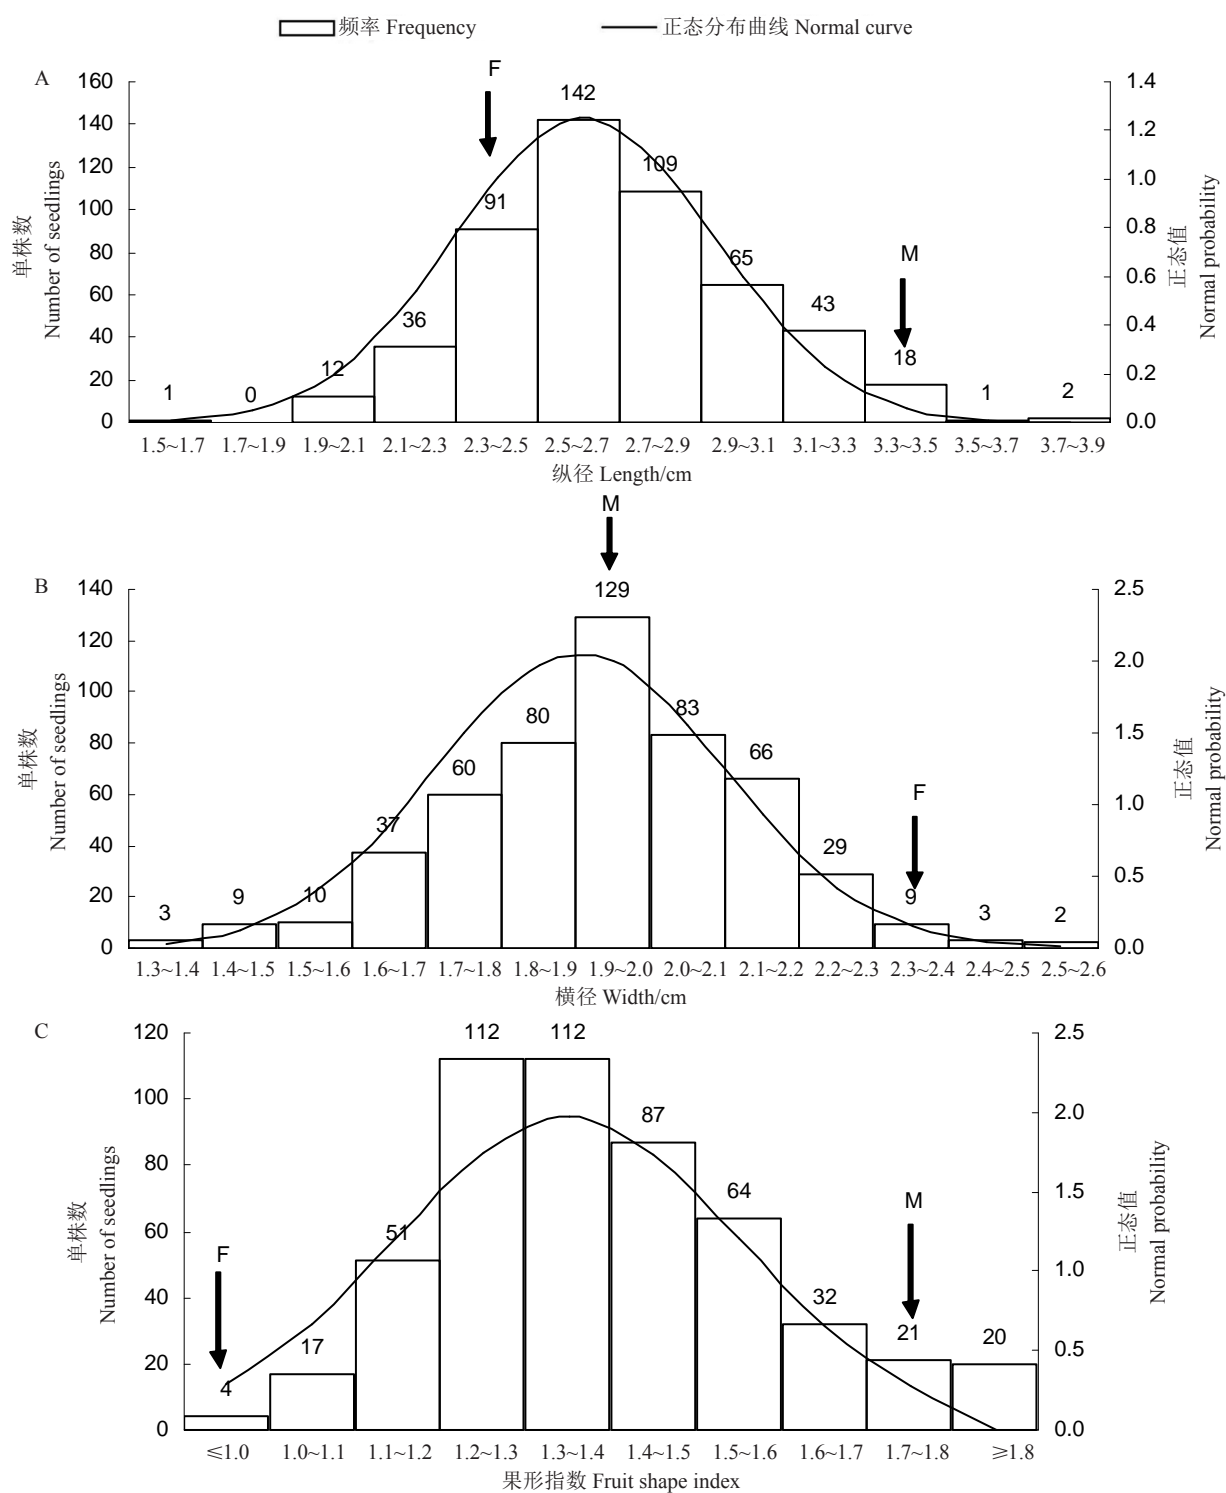 频率 Frequency
正态分布曲线 Normal curve
A
F
M
160
140
120
100
80
60
40
20
0
单株数
Number of seedlings
1
0
12
36
91
142
109
65
43
18
1
2
1.4
1.2
1.0
0.8
0.6
0.4
0.2
0.0
正态值
Normal probability
1.5~1.7 1.7~1.9 1.9~2.1 2.1~2.3 2.3~2.5 2.5~2.7 2.7~2.9 2.9~3.1 3.1~3.3 3.3~3.5 3.5~3.7 3.7~3.9
纵径 Length/cm
B
M
F
140
120
100
80
60
40
20
0
单株数
Number of seedlings
3
9
10
37
60
80
129
83
66
29
9
3
2
2.5
2.0
1.5
1.0
0.5
0.0
正态值
Normal probability
1.3~1.4 1.4~1.5 1.5~1.6 1.6~1.7 1.7~1.8 1.8~1.9 1.9~2.0 2.0~2.1 2.1~2.2 2.2~2.3 2.3~2.4 2.4~2.5 2.5~2.6
横径 Width/cm
C
F
M
120
100
80
60
40
20
0
单株数
Number of seedlings
4
17
51
112
112
87
64
32
21
20
2.5
2.0
1.5
1.0
0.5
0.0
正态值
Normal probability
≤1.0 1.0~1.1 1.1~1.2 1.2~1.3 1.3~1.4 1.4~1.5 1.5~1.6 1.6~1.7 1.7~1.8 ≥1.8
果形指数 Fruit shape index